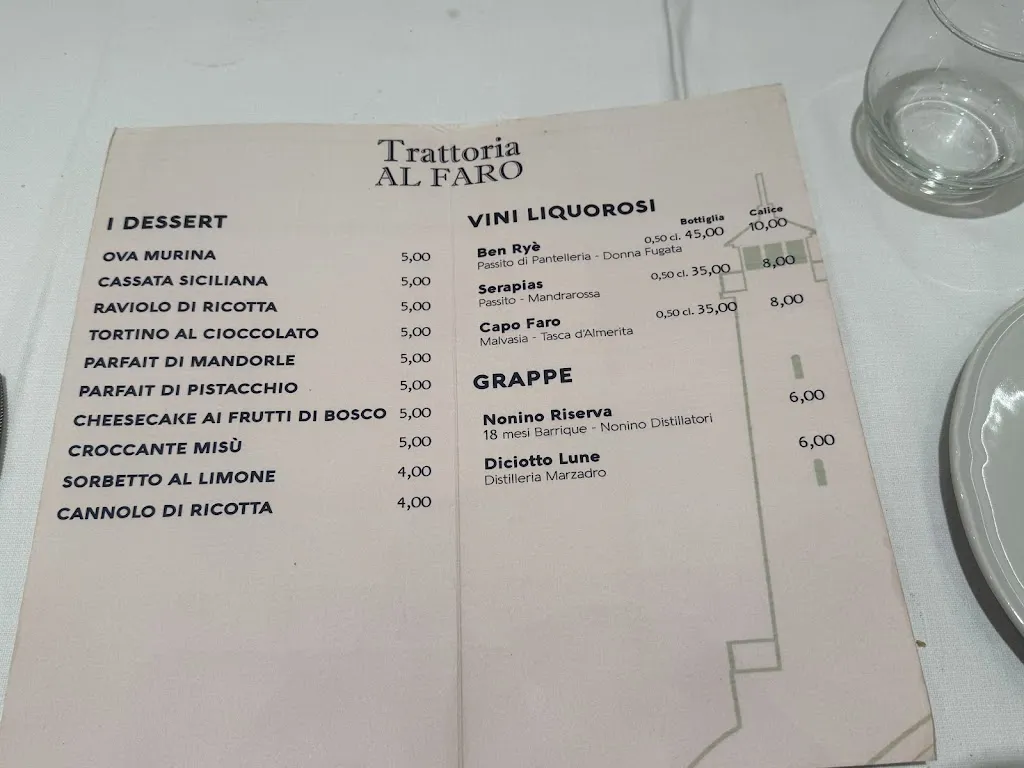 Trattoria
AL FARO
I DESSERT
OVA MURINA 5,00
CASSATA SICILIANA 5,00
RAVIOLO DI RICOTTA 5,00
TORTINO AL CIOCCOLATO 5,00
PARFAIT DI MANDORLE 5,00
PARFAIT DI PISTACCHIO 5,00
CHEESECAKE AI FRUTTI DI BOSCO 5,00
CROCCANTE MISÙ 5,00
SORBETTO AL LIMONE 4,00
CANNOLO DI RICOTTA 4,00
VINI LIQUOROSI
Bottiglia Calice
Ben Ryè 0,50 cl. 45,00 10,00
Passito di Pantelleria - Donna Fugata
Serapias 0,50 cl. 35,00 8,00
Passito - Mandrarossa
Capo Faro 0,50 cl. 35,00 8,00
Malvasia - Tasca d'Almerita
GRAPPE
Nonino Riserva 6,00
18 mesi Barrique - Nonino Distillatori
Diciotto Lune 6,00
Distilleria Marzadro